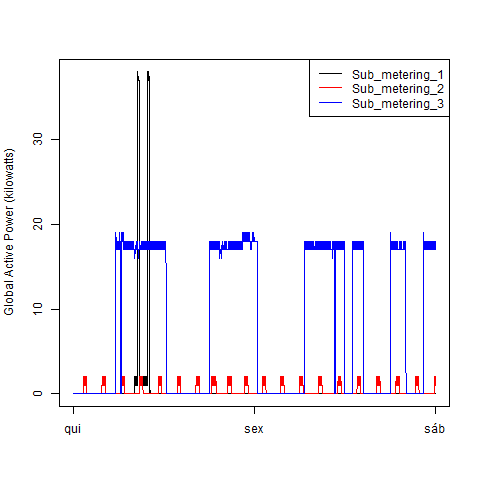 Sub_metering_1
Sub_metering_2
Sub_metering_3
Global Active Power (kilowatts)
30
20
10
0
qui
sex
sáb